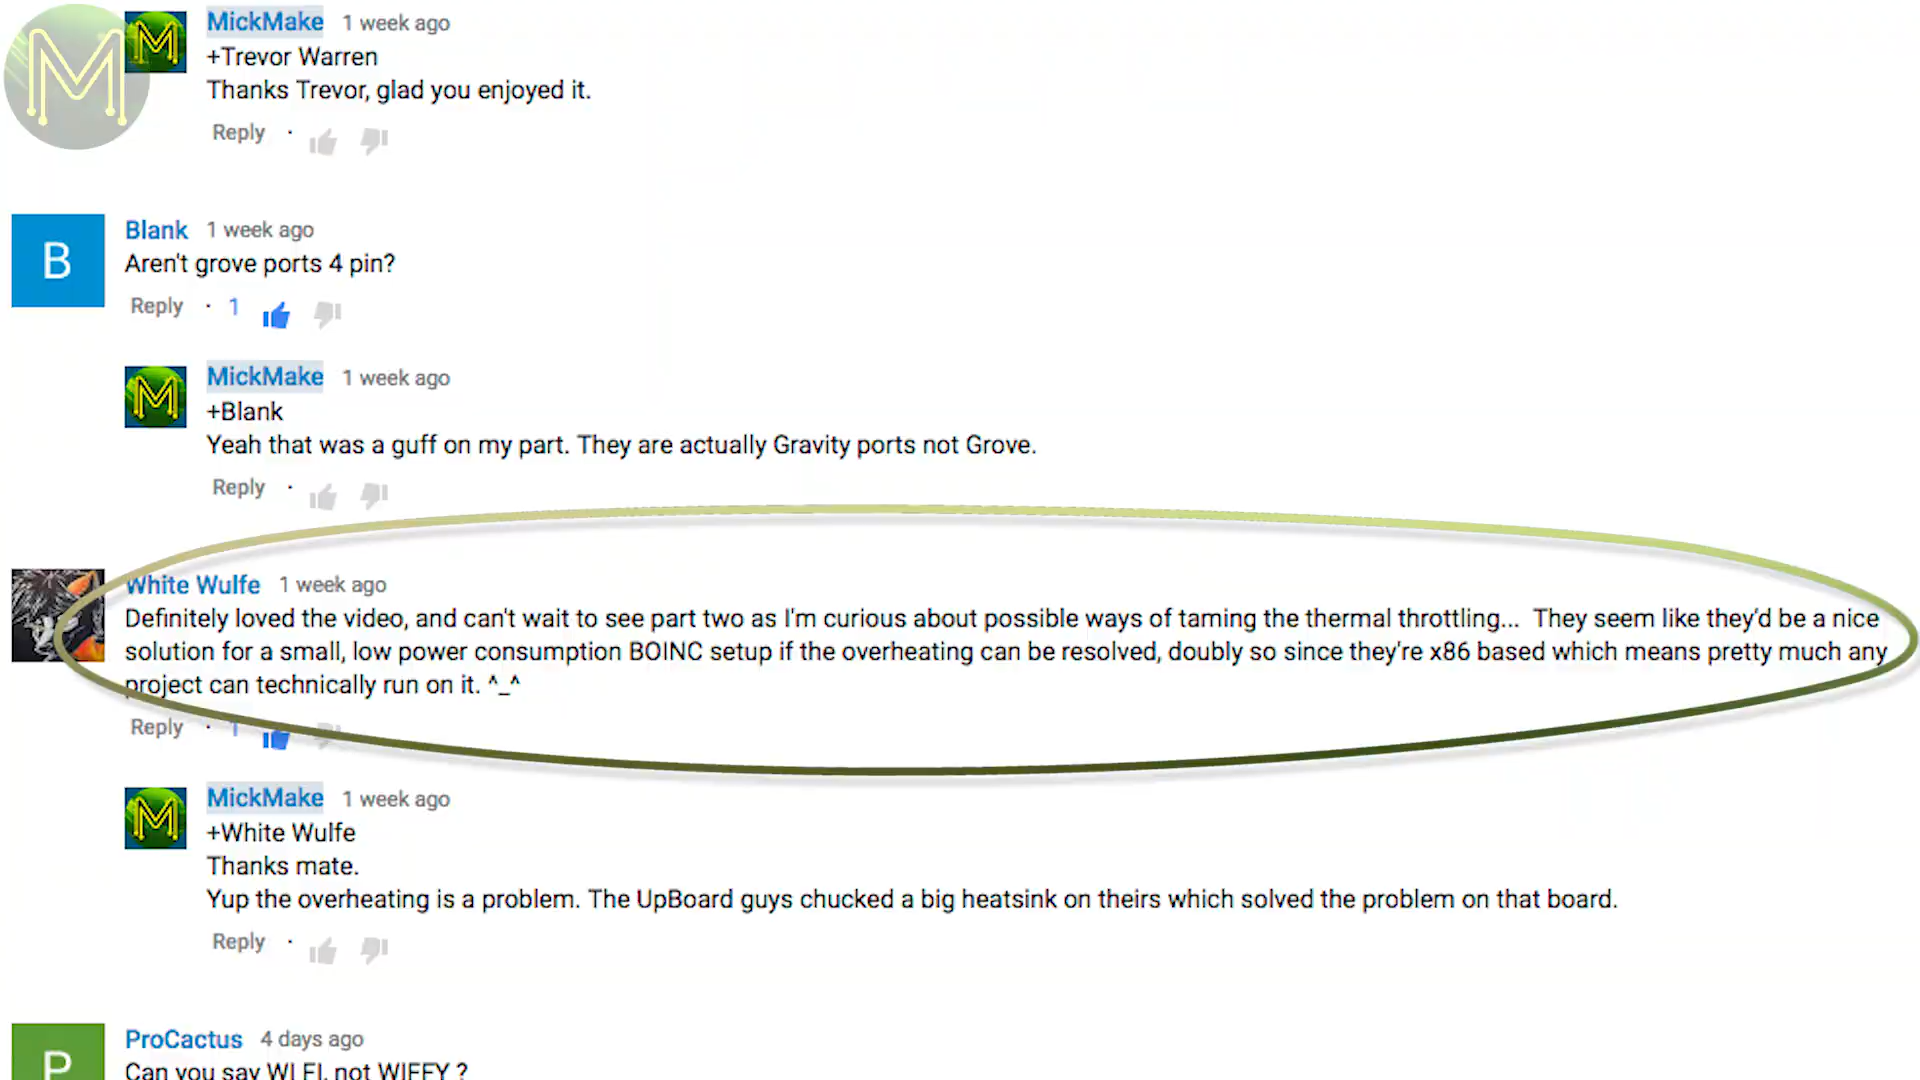 M
M
MickMake 1 week ago
+Trevor Warren
Thanks Trevor, glad you enjoyed it.
Reply ·
B
Blank 1 week ago
Aren't grove ports 4 pin?
Reply · 1
M
MickMake 1 week ago
+Blank
Yeah that was a guff on my part. They are actually Gravity ports not Grove.
Reply ·
White Wulfe 1 week ago
Definitely loved the video, and can't wait to see part two as I'm curious about possible ways of taming the thermal throttling... They seem like they'd be a nice
solution for a small, low power consumption BOINC setup if the overheating can be resolved, doubly so since they're x86 based which means pretty much any
project can technically run on it. ^_^
Reply · 1
M
MickMake 1 week ago
+White Wulfe
Thanks mate.
Yup the overheating is a problem. The UpBoard guys chucked a big heatsink on theirs which solved the problem on that board.
Reply ·
P
ProCactus 4 days ago
Can you say WI FI, not WIFFY ?